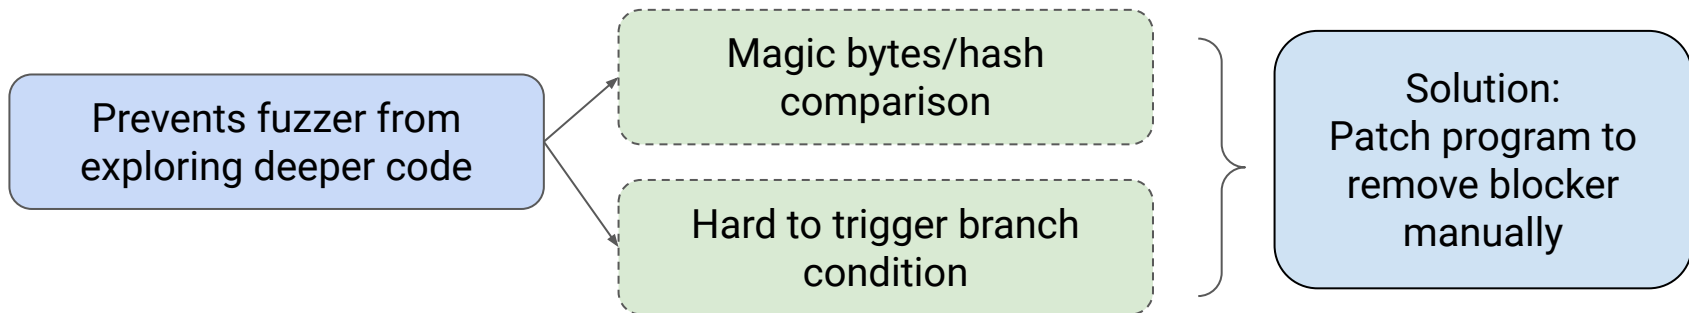 Prevents fuzzer from
exploring deeper code
Magic bytes/hash
comparison
Hard to trigger branch
condition
Solution:
Patch program to
remove blocker
manually